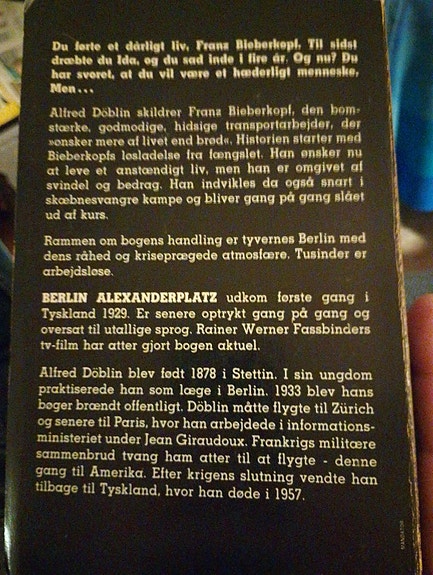 Du førte et dårligt liv, Franz Bieberkopf. Til sidst
dræbte du Ida, og du sad inde i fire år. Og nu? Du
har svoret, at du vil være et hæderligt menneske.
Men...
Alfred Döblin skildrer Franz Bieberkopf, den bom-
stærke, godmodige, hidsige transportarbejder, der
»ønsker mere af livet end brød«. Historien starter med
Bieberkopfs løsladelse fra fængslet. Han ønsker nu
at leve et anstændigt liv, men han er omgivet af
svindel og bedrag. Han indvikles da også snart i
skæbnesvangre kampe og bliver gang på gang slået
ud af kurs.
Rammen om bogens handling er tyvernes Berlin med
dens råhed og kriseprægede atmosfære. Tusinder er
arbejdsløse.
BERLIN ALEXANDERPLATZ udkom første gang i
Tyskland 1929. Er senere optrykt gang på gang og
oversat til utallige sprog. Rainer Werner Fassbinders
tv-film har atter gjort bogen aktuel.
Alfred Döblin blev født 1878 i Stettin. I sin ungdom
praktiserede han som læge i Berlin. 1933 blev hans
bøger brændt offentligt. Döblin måtte flygte til Zürich
og senere til Paris, hvor han arbejdede i informations-
ministeriet under Jean Giraudoux. Frankrigs militære
sammenbrud tvang ham atter til at flygte - denne
gang til Amerika. Efter krigens slutning vendte han
tilbage til Tyskland, hvor han døde i 1957.